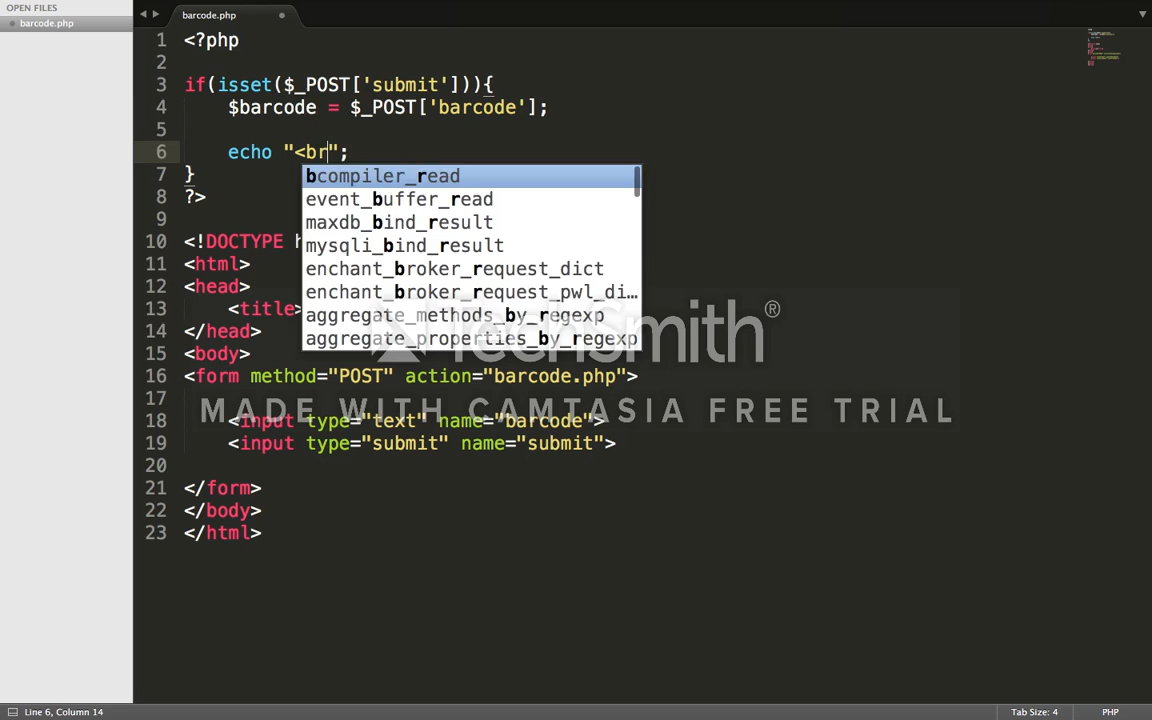 OPEN FILES
barcode.php
barcode.php
1 <?php
2
3 if(isset($_POST['submit'])){
4 $barcode = $_POST['barcode'];
5
6 echo "<br";
7 }
8 ?>
9
10 <!DOCTYPE h
11 <html>
12 <head>
13 <title>
14 </head>
15 <body>
16 <form method="POST" action="barcode.php">
17
18 <input type="text" name="barcode">
19 <input type="submit" name="submit">
20
21 </form>
22 </body>
23 </html>
bcompiler_read
event_buffer_read
maxdb_bind_result
mysqli_bind_result
enchant_broker_request_dict
enchant_broker_request_pwl_di…
aggregate_methods_by_regexp
aggregate_properties_by_regexp
TechSmith®
MADE WITH CAMTASIA FREE TRIAL
Line 6, Column 14
Tab Size: 4
PHP